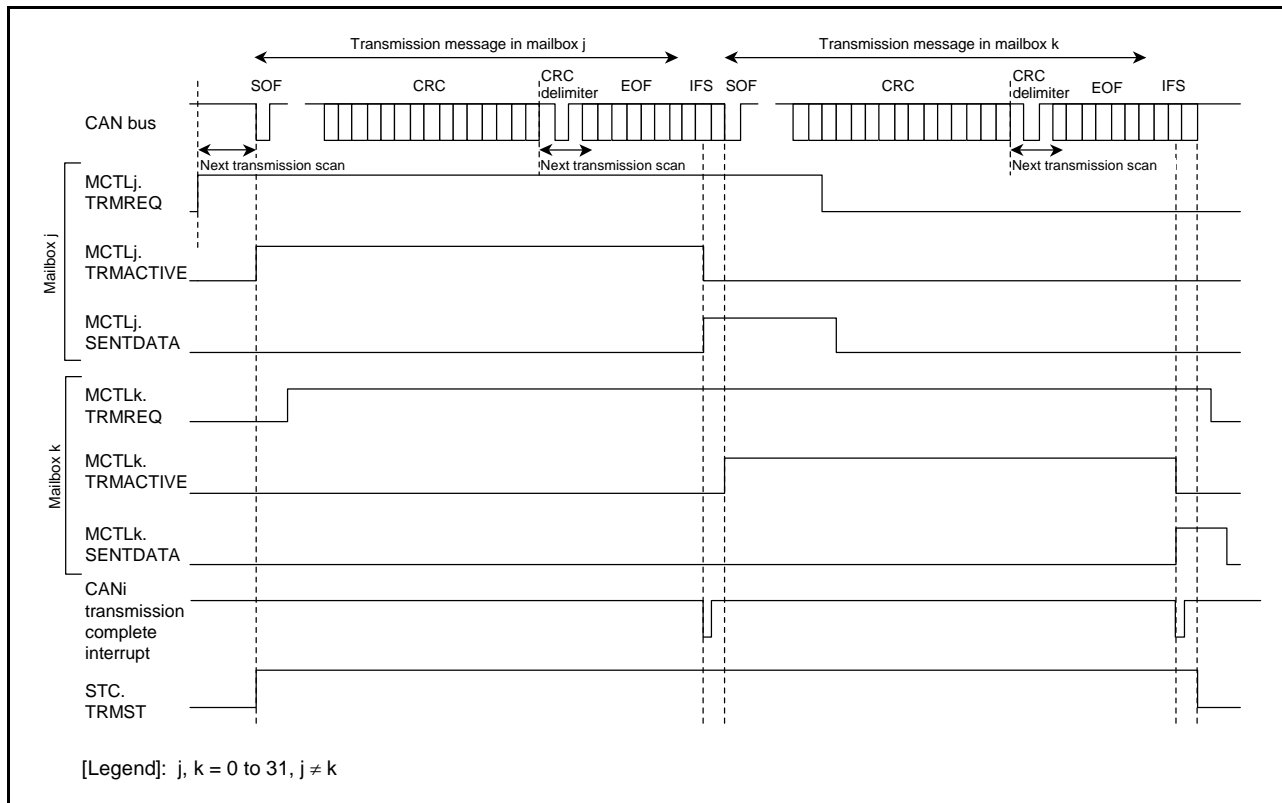 Transmission message in mailbox j
Transmission message in mailbox k
SOF
CRC
CRC
delimiter
EOF
IFS
SOF
CRC
CRC
delimiter
EOF
IFS
CAN bus
Next transmission scan
Next transmission scan
Next transmission scan
Mailbox j
MCTLj.
TRMREQ
MCTLj.
TRMACTIVE
MCTLj.
SENTDATA
Mailbox k
MCTLk.
TRMREQ
MCTLk.
TRMACTIVE
MCTLk.
SENTDATA
CANi
transmission
complete
interrupt
STC.
TRMST
[Legend]: j, k = 0 to 31, j ≠ k